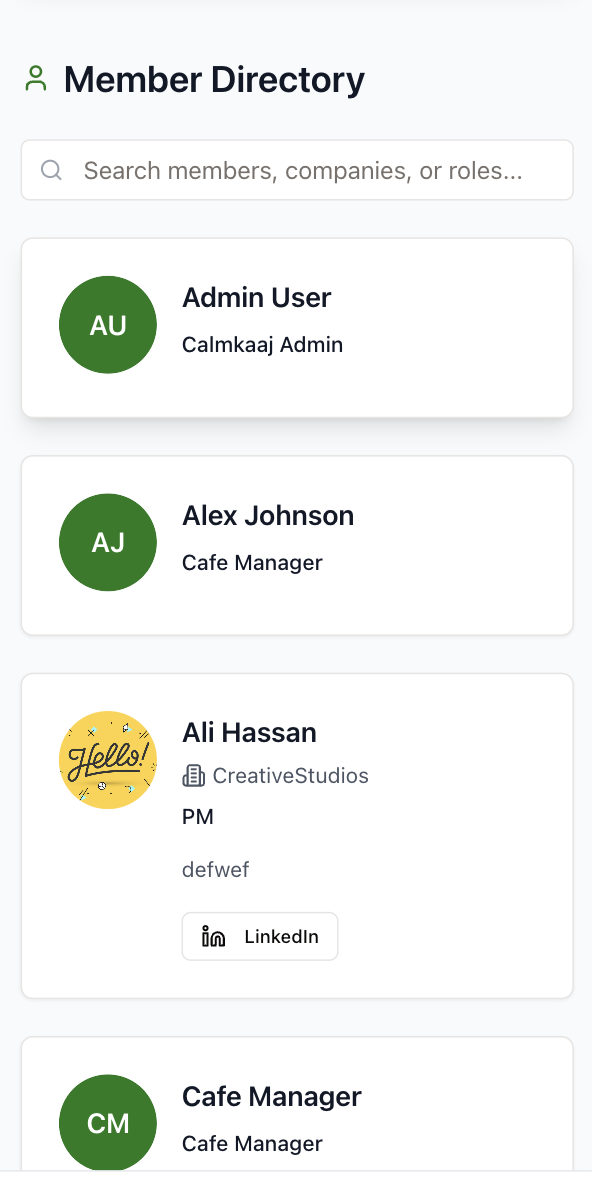 Member Directory
Search members, companies, or roles...
AU
Admin User
Calmkaaj Admin
AJ
Alex Johnson
Cafe Manager
Hello!
Ali Hassan
CreativeStudios
PM
defwef
in LinkedIn
CM
Cafe Manager
Cafe Manager